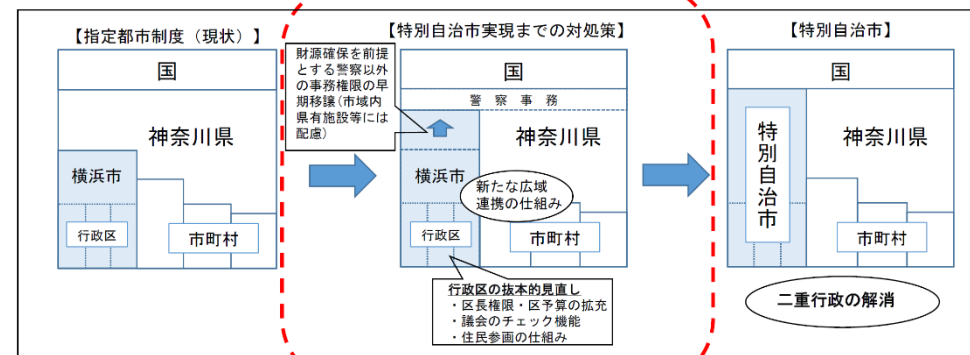 【指定都市制度（現状）】
国
神奈川県
横浜市
行政区
市町村
【特別自治市実現までの対処策】
財源確保を前提
とする警察以外
の事務権限の早
期移譲（市域内
県有施設等には
配慮）
国
警察事務
神奈川県
横浜市
新たな広域
連携の仕組み
行政区
市町村
行政区の抜本的見直し
・区長権限・区予算の拡充
・議会のチェック機能
・住民参画の仕組み
【特別自治市】
国
特別自治市
神奈川県
市町村
二重行政の解消